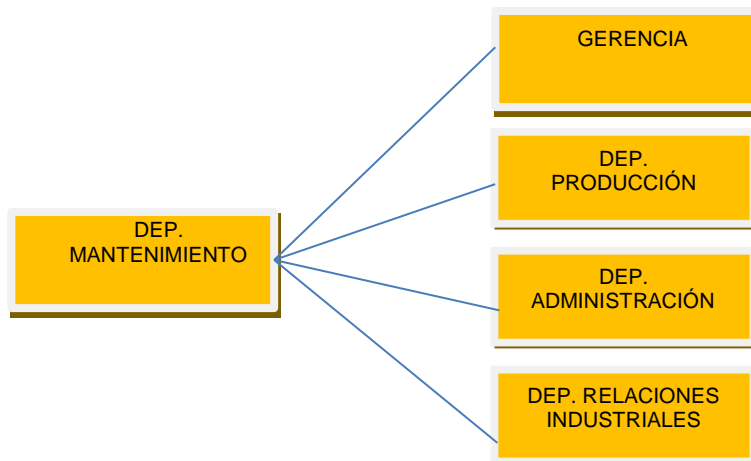 GERENCIA
DEP.
PRODUCCIÓN
DEP.
MANTENIMIENTO
DEP.
ADMINISTRACIÓN
DEP. RELACIONES
INDUSTRIALES